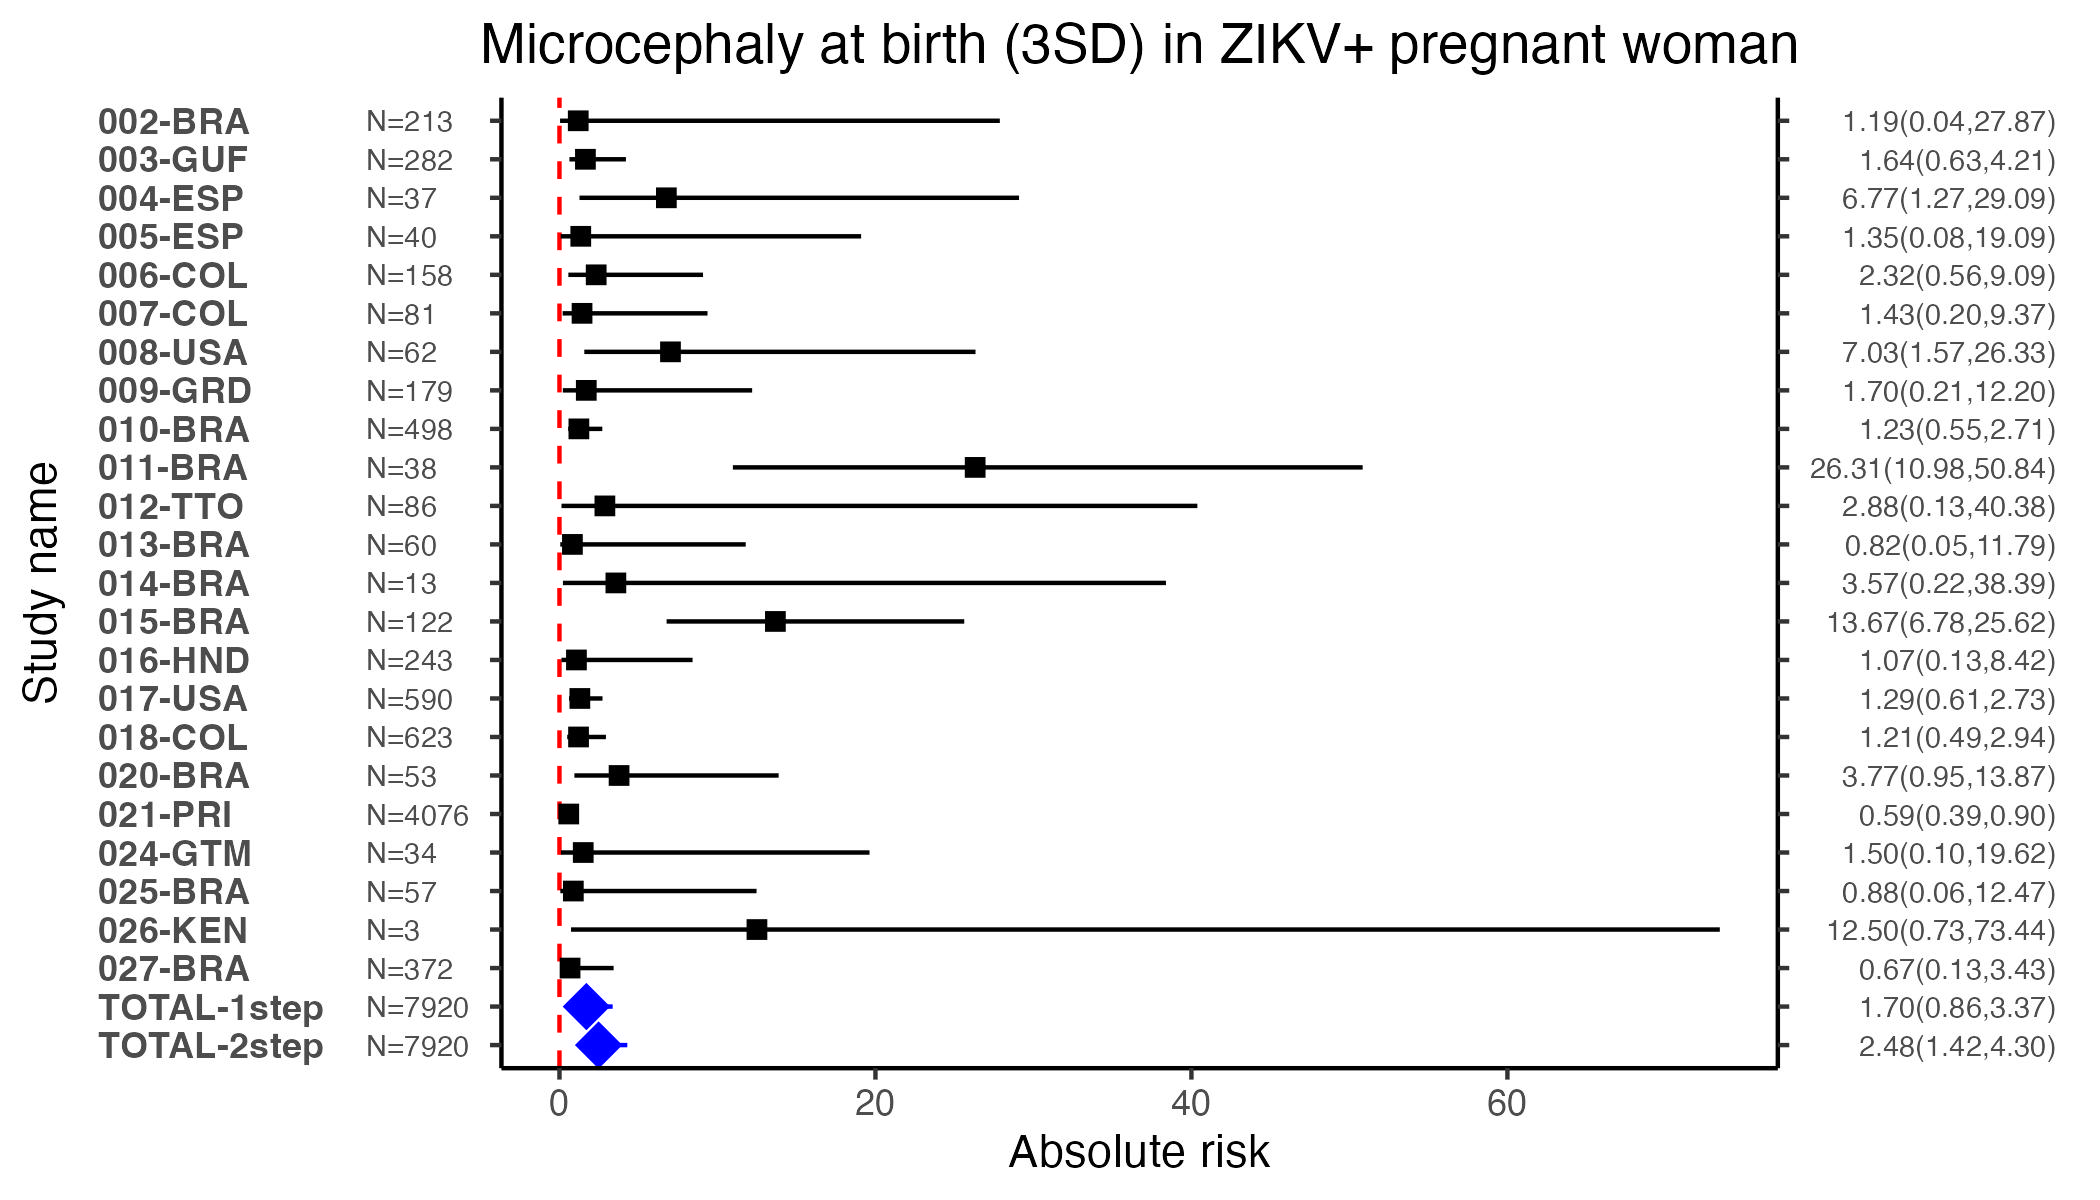 Microcephaly at birth (3SD) in ZIKV+ pregnant woman
Study name
002-BRA N=213 1.19(0.04,27.87)
003-GUF N=282 1.64(0.63,4.21)
004-ESP N=37 6.77(1.27,29.09)
005-ESP N=40 1.35(0.08,19.09)
006-COL N=158 2.32(0.56,9.09)
007-COL N=81 1.43(0.20,9.37)
008-USA N=62 7.03(1.57,26.33)
009-GRD N=179 1.70(0.21,12.20)
010-BRA N=498 1.23(0.55,2.71)
011-BRA N=38 26.31(10.98,50.84)
012-TTO N=86 2.88(0.13,40.38)
013-BRA N=60 0.82(0.05,11.79)
014-BRA N=13 3.57(0.22,38.39)
015-BRA N=122 13.67(6.78,25.62)
016-HND N=243 1.07(0.13,8.42)
017-USA N=590 1.29(0.61,2.73)
018-COL N=623 1.21(0.49,2.94)
020-BRA N=53 3.77(0.95,13.87)
021-PRI N=4076 0.59(0.39,0.90)
024-GTM N=34 1.50(0.10,19.62)
025-BRA N=57 0.88(0.06,12.47)
026-KEN N=3 12.50(0.73,73.44)
027-BRA N=372 0.67(0.13,3.43)
TOTAL-1step N=7920 1.70(0.86,3.37)
TOTAL-2step N=7920 2.48(1.42,4.30)
0 20 40 60
Absolute risk